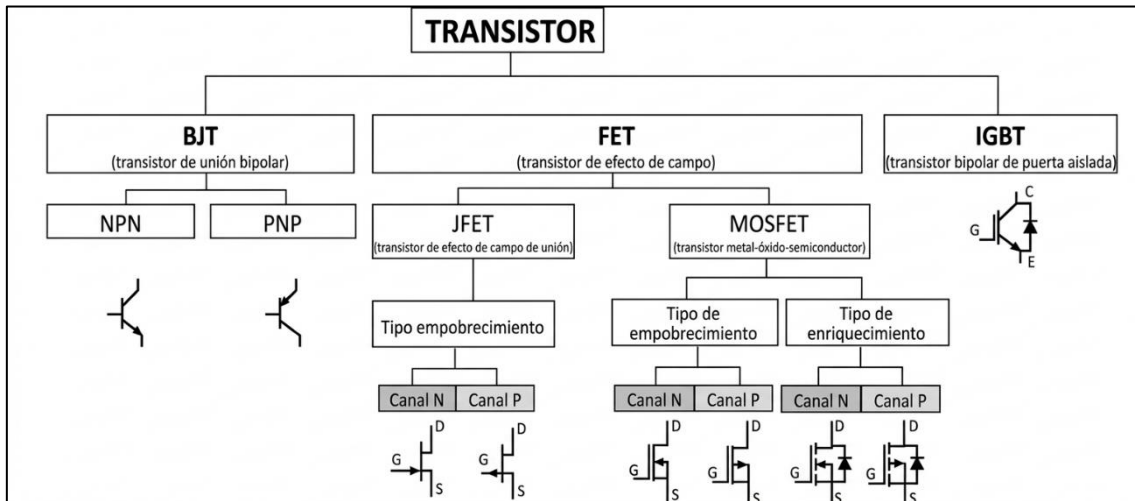 TRANSISTOR
BJT
(transistor de unión bipolar)
FET
(transistor de efecto de campo)
IGBT
(transistor bipolar de puerta aislada)
NPN
PNP
JFET
(transistor de efecto de campo de unión)
MOSFET
(transistor metal-óxido-semiconductor)
C
G
E
Tipo empobrecimiento
Tipo de
empobrecimiento
Tipo de
enriquecimiento
Canal N
Canal P
Canal N
Canal P
Canal N
Canal P
D
G
S
D
G
S
D
G
S
D
G
S
D
G
S
D
G
S